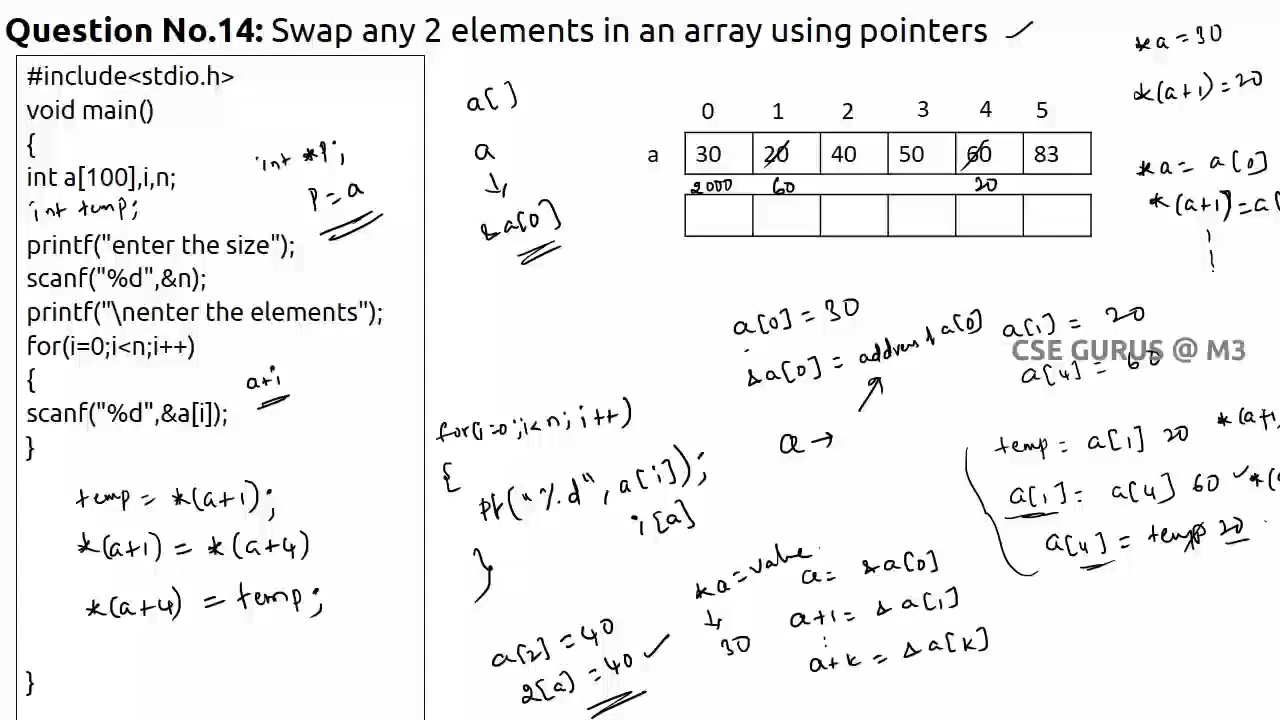 Question No.14: Swap any 2 elements in an array using pointers
#include<stdio.h>
void main()
{
int a[100],i,n;
int temp;
printf("enter the size");
scanf("%d",&n);
printf("\nenter the elements");
for(i=0;i<n;i++)
{
scanf("%d",&a[i]);
}
temp = *(a+1);
*(a+1) = *(a+4)
*(a+4) = temp;
}
int *P;
P = a
a+i
a[]
a
&a[0]
0 1 2 3 4 5
a 30 20 40 50 60 83
2000 60 20
*a = 30
*(a+1) = 20
*a = a[0]
*(a+1) = a[
a[0] = 30
&a[0] = address of a[0]
a →
a[1] = 20
CSE GURUS @ M3
a[4] = 60
for(i=0;i<n;i++)
{
pf("%d", a[i]);
i[a]
}
temp = a[1] 20 *(a+1
a[1] = a[4] 60 *(
a[4] = temp 20
*a = value
30
a = &a[0]
a+1 = &a[1]
a+k = &a[k]
a[2] = 40
2[a] = 40